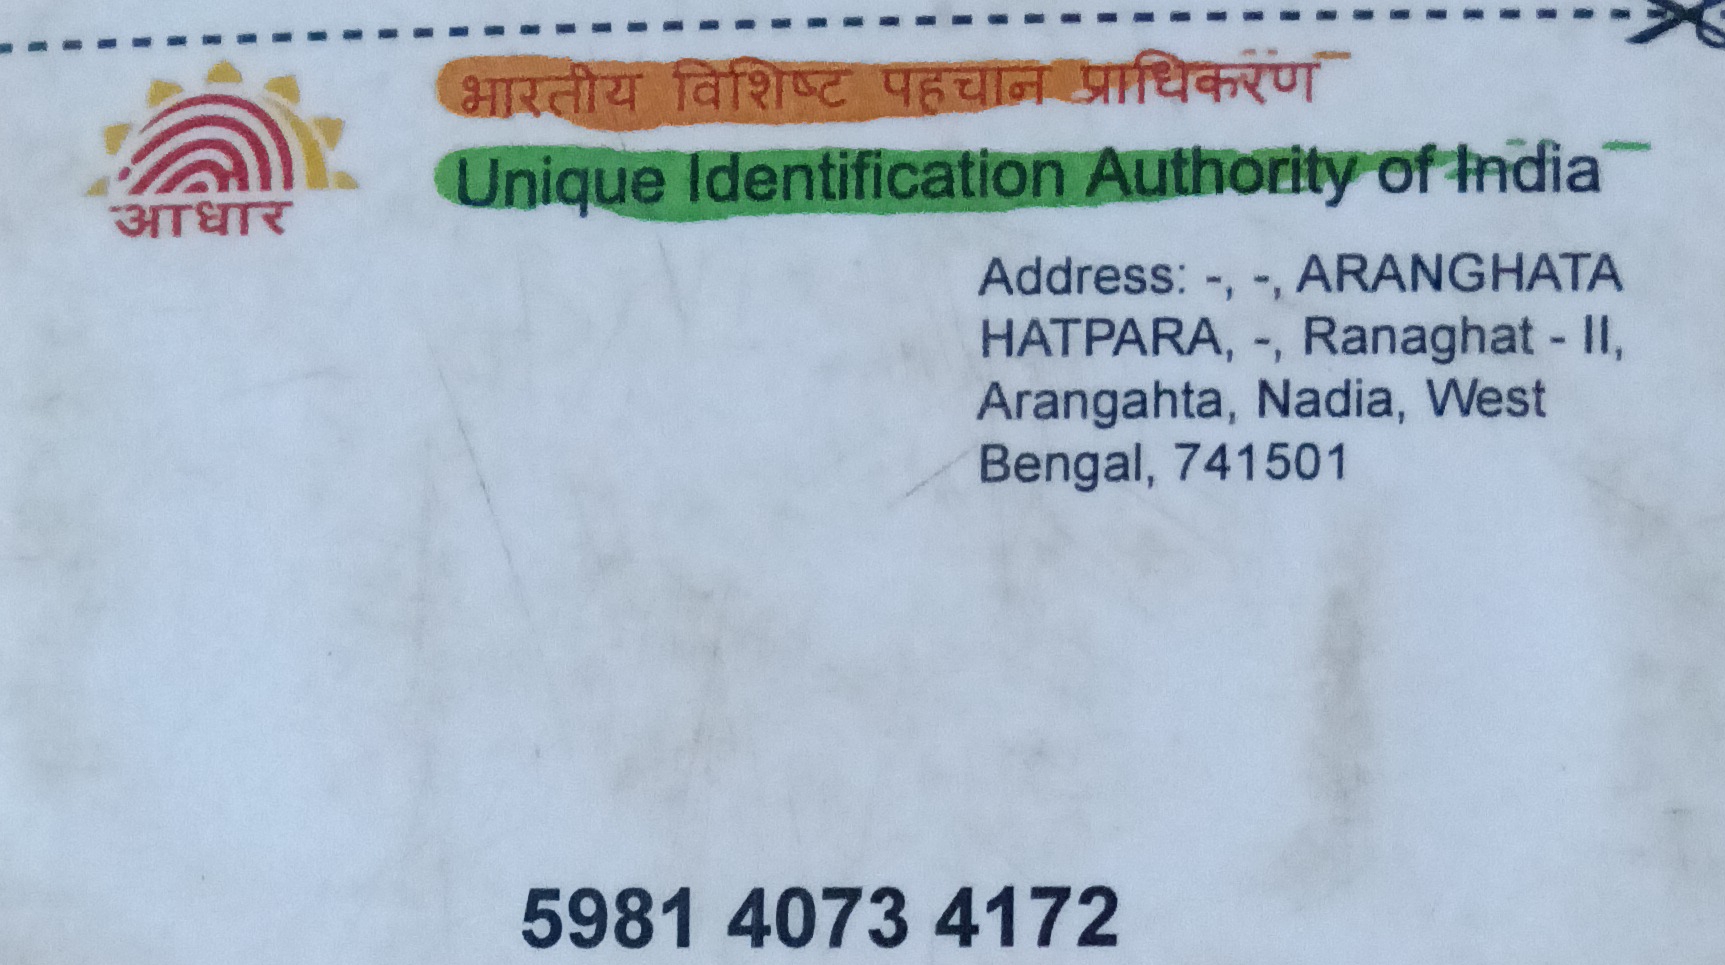 भारतीय विशिष्ट पहचान प्राधिकरण
Unique Identification Authority of India
आधार
Address: -, -, ARANGHATA
HATPARA, -, Ranaghat - II,
Arangahta, Nadia, West
Bengal, 741501
5981 4073 4172